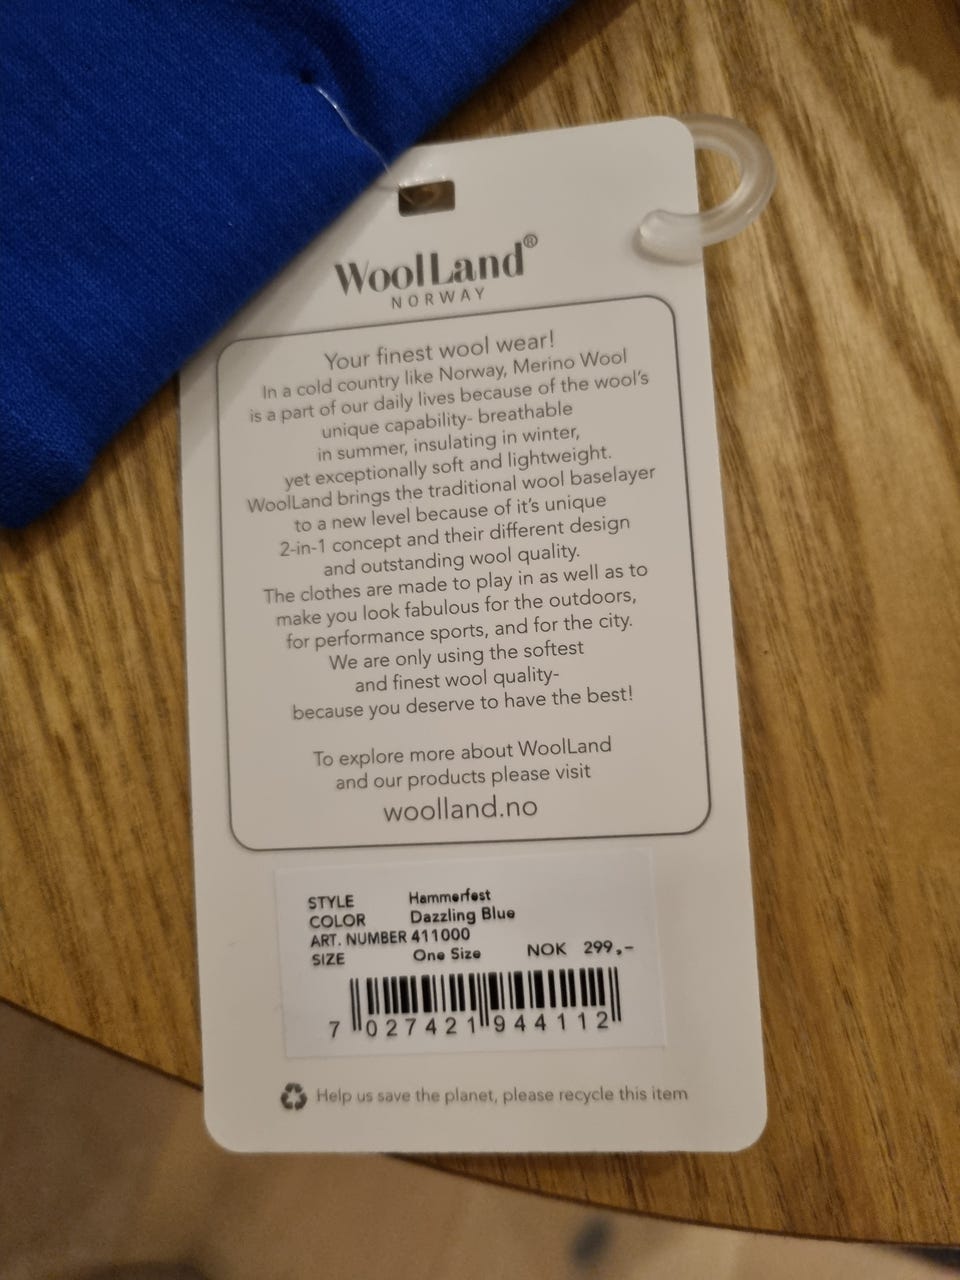 WoolLand®
NORWAY
Your finest wool wear!
In a cold country like Norway, Merino Wool
is a part of our daily lives because of the wool's
unique capability- breathable
in summer, insulating in winter,
yet exceptionally soft and lightweight.
WoolLand brings the traditional wool baselayer
to a new level because of it's unique
2-in-1 concept and their different design
and outstanding wool quality.
The clothes are made to play in as well as to
make you look fabulous for the outdoors,
for performance sports, and for the city.
We are only using the softest
and finest wool quality-
because you deserve to have the best!
To explore more about WoolLand
and our products please visit
woolland.no
STYLE Hammerfest
COLOR Dazzling Blue
ART. NUMBER 411000
SIZE One Size NOK 299,-
7 027421 944112
Help us save the planet, please recycle this item